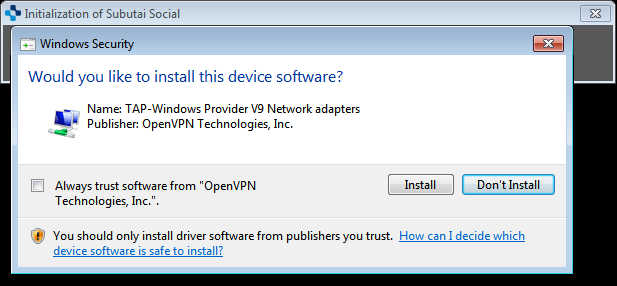 Initialization of Subutai Social
Windows Security
Would you like to install this device software?
Name: TAP-Windows Provider V9 Network adapters
Publisher: OpenVPN Technologies, Inc.
Always trust software from "OpenVPN
Technologies, Inc.".
Install
Don't Install
You should only install driver software from publishers you trust. How can I decide which
device software is safe to install?